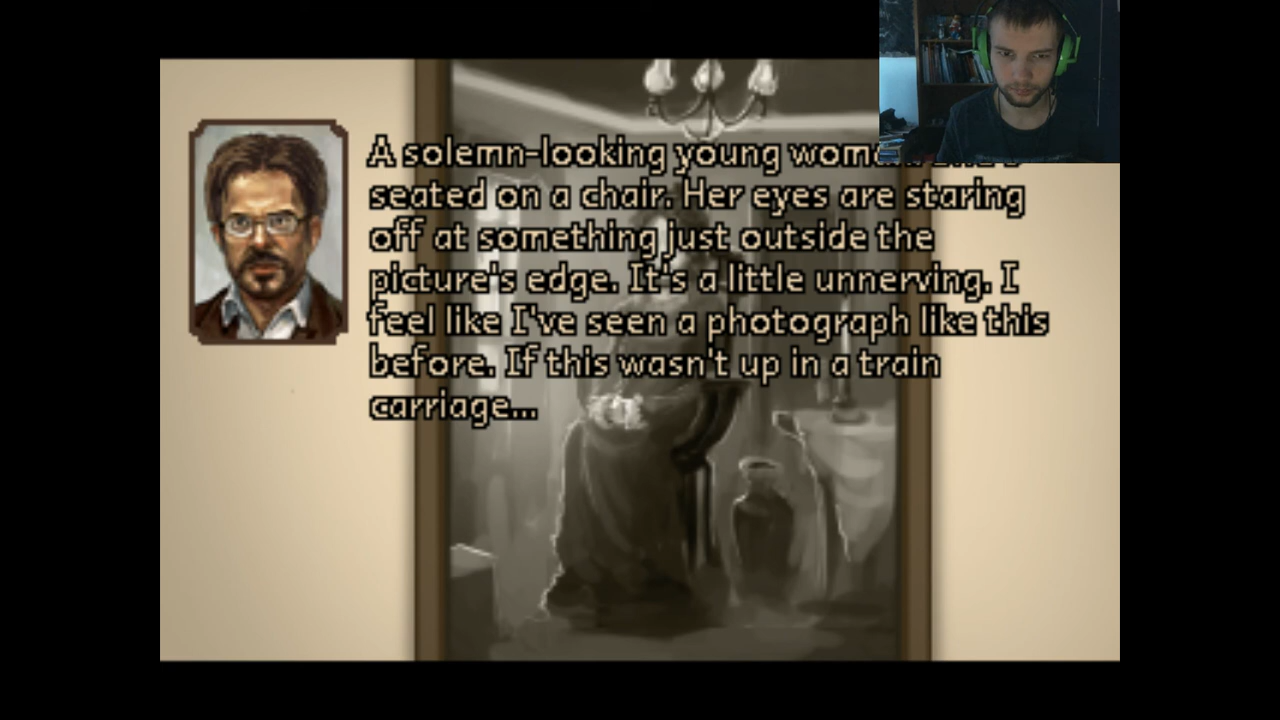 A solemn-looking young
seated on a chair. Her eyes are staring
off at something just outside the
picture's edge. It's a little unnerving. I
feel like I've seen a photograph like this
before. If this wasn't up in a train
carriage...